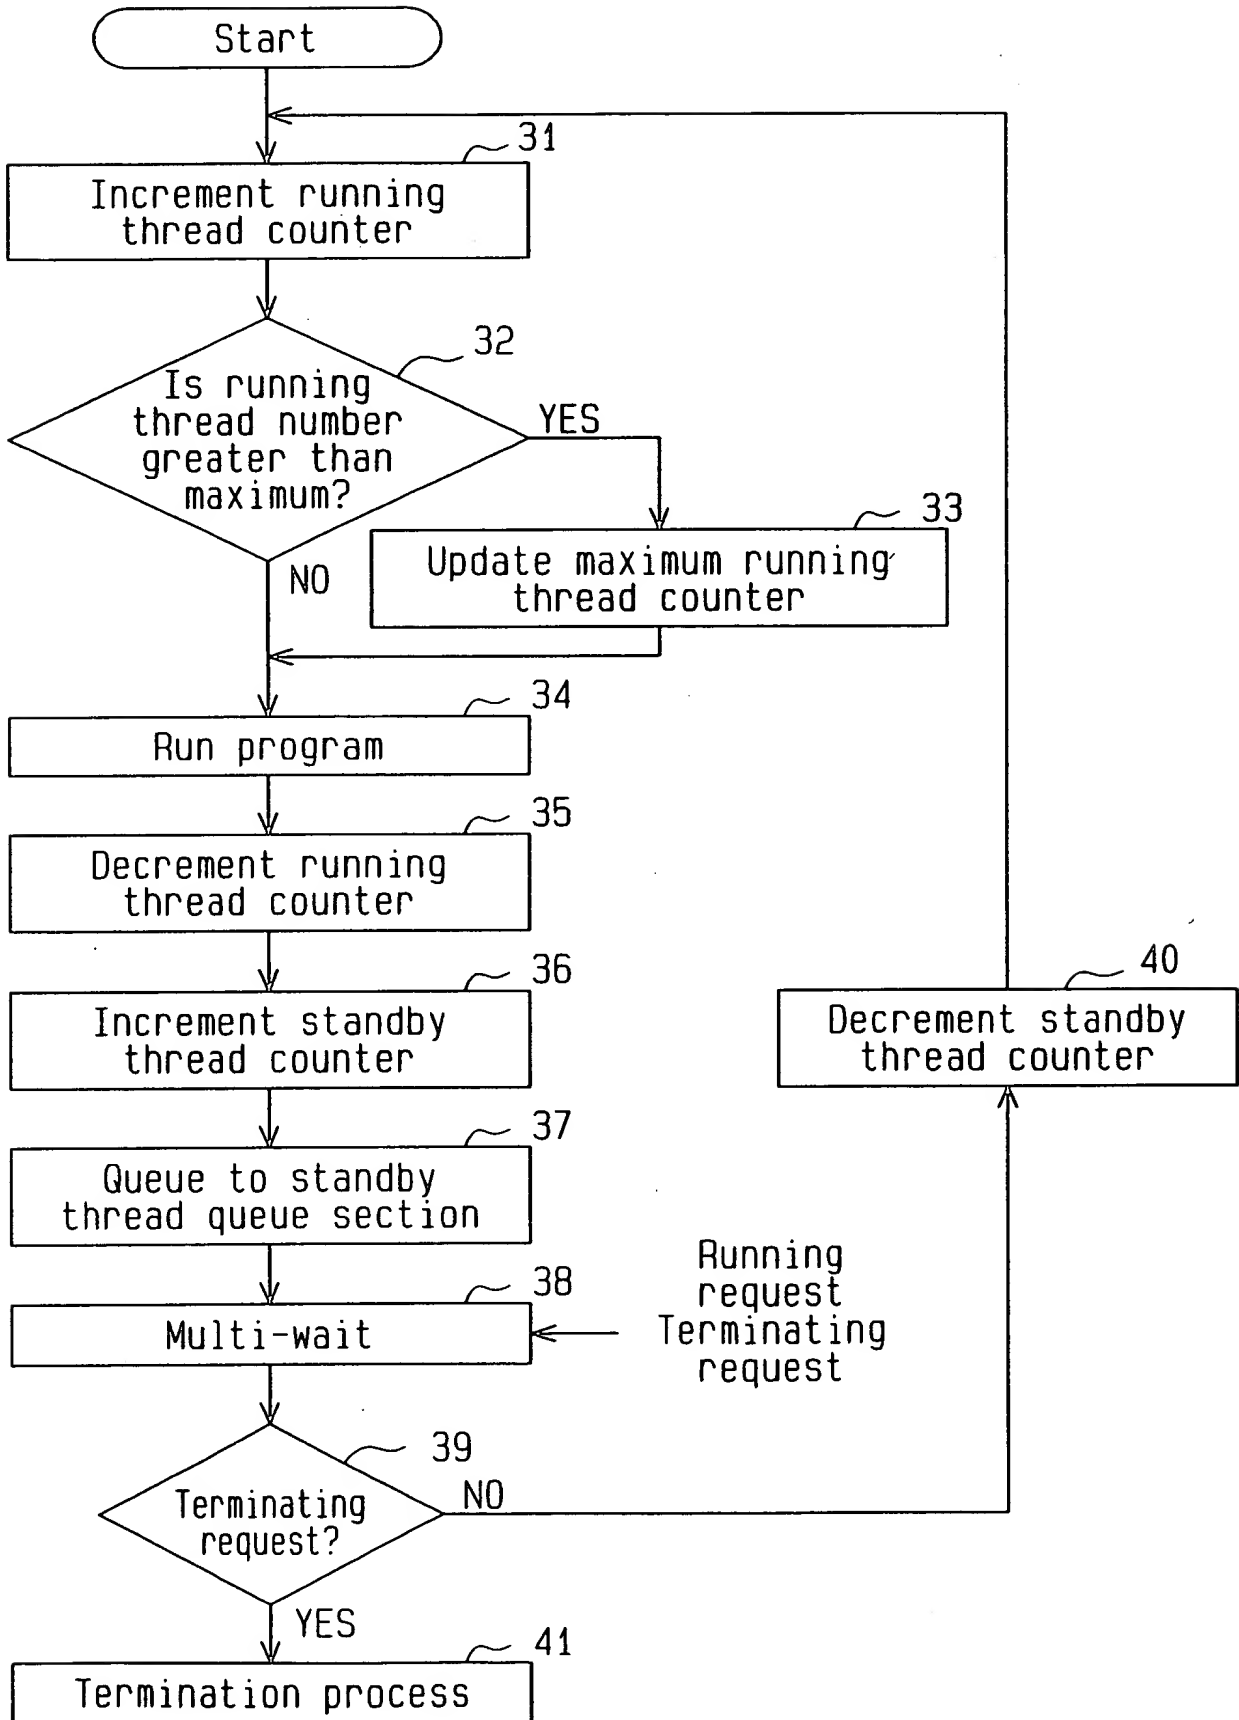 Start
31
Increment running
thread counter
32
Is running
thread number
greater than
maximum?
YES
NO
33
Update maximum running
thread counter
34
Run program
35
Decrement running
thread counter
36
Increment standby
thread counter
40
Decrement standby
thread counter
37
Queue to standby
thread queue section
38
Multi-wait
Running
request
Terminating
request
39
Terminating
request?
NO
YES
41
Termination process